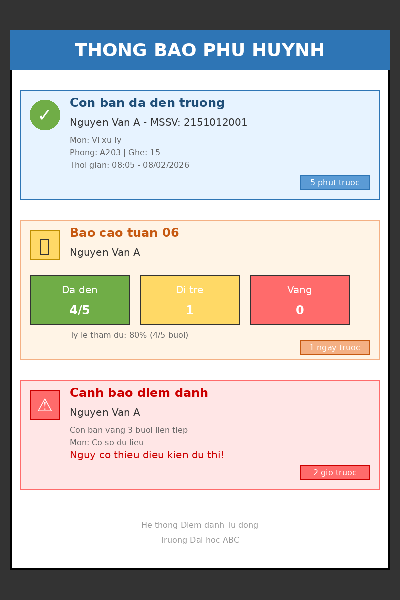 THONG BAO PHU HUYNH
Con ban da den truong
Nguyen Van A - MSSV: 2151012001
Mon: Vi xu ly
Phong: A203 | Ghe: 15
Thoi gian: 08:05 - 08/02/2026
5 phut truoc
Bao cao tuan 06
Nguyen Van A
Da den
Di tre
Vang
4/5
1
0
Ty le tham du: 80% (4/5 buoi)
1 ngay truoc
Canh bao diem danh
Nguyen Van A
Con ban vang 3 buoi lien tiep
Mon: Co so du lieu
Nguy co thieu dieu kien du thi!
2 gio truoc
He thong Diem danh Tu dong
Truong Dai hoc ABC